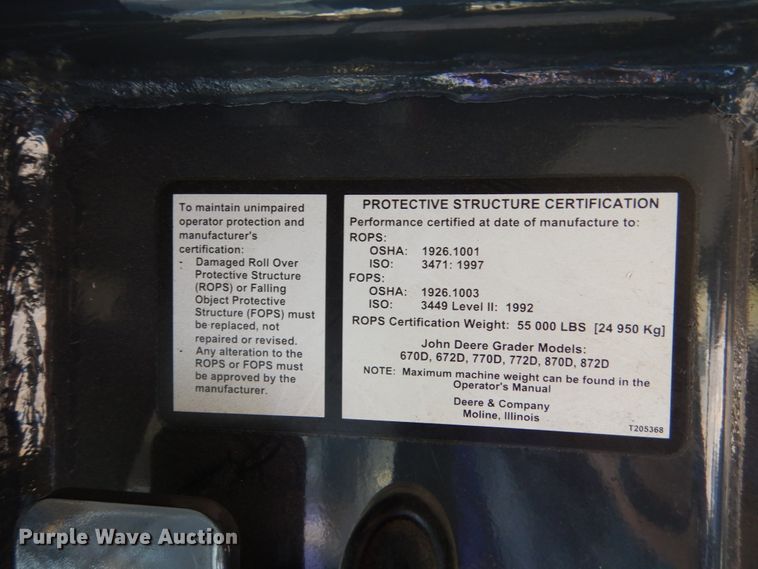 To maintain unimpaired
operator protection and
manufacturer's
certification:
- Damaged Roll Over
Protective Structure
(ROPS) or Falling
Object Protective
Structure (FOPS) must
be replaced, not
repaired or revised.
- Any alteration to the
ROPS or FOPS must
be approved by the
manufacturer.
PROTECTIVE STRUCTURE CERTIFICATION
Performance certified at date of manufacture to:
ROPS:
OSHA: 1926.1001
ISO: 3471: 1997
FOPS:
OSHA: 1926.1003
ISO: 3449 Level II: 1992
ROPS Certification Weight: 55 000 LBS [24 950 Kg]
John Deere Grader Models:
670D, 672D, 770D, 772D, 870D, 872D
NOTE: Maximum machine weight can be found in the
Operator's Manual
Deere & Company
Moline, Illinois
T205368
Purple Wave Auction